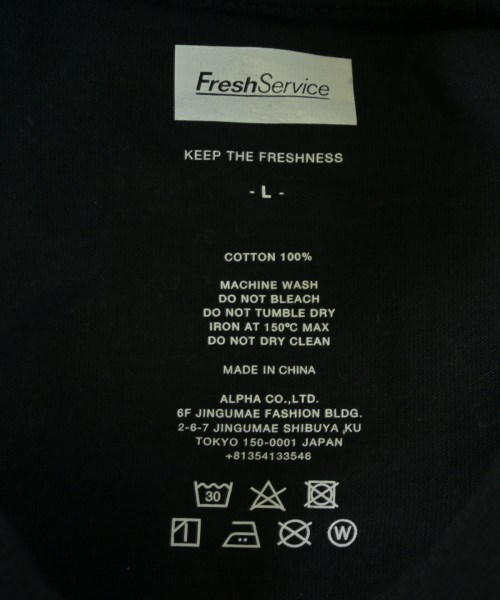 FreshService
KEEP THE FRESHNESS
- L -
COTTON 100%
MACHINE WASH
DO NOT BLEACH
DO NOT TUMBLE DRY
IRON AT 150ºC MAX
DO NOT DRY CLEAN
MADE IN CHINA
ALPHA CO.,LTD.
6F JINGUMAE FASHION BLDG.
2-6-7 JINGUMAE SHIBUYA ,KU
TOKYO 150-0001 JAPAN
+81354133546
30
W